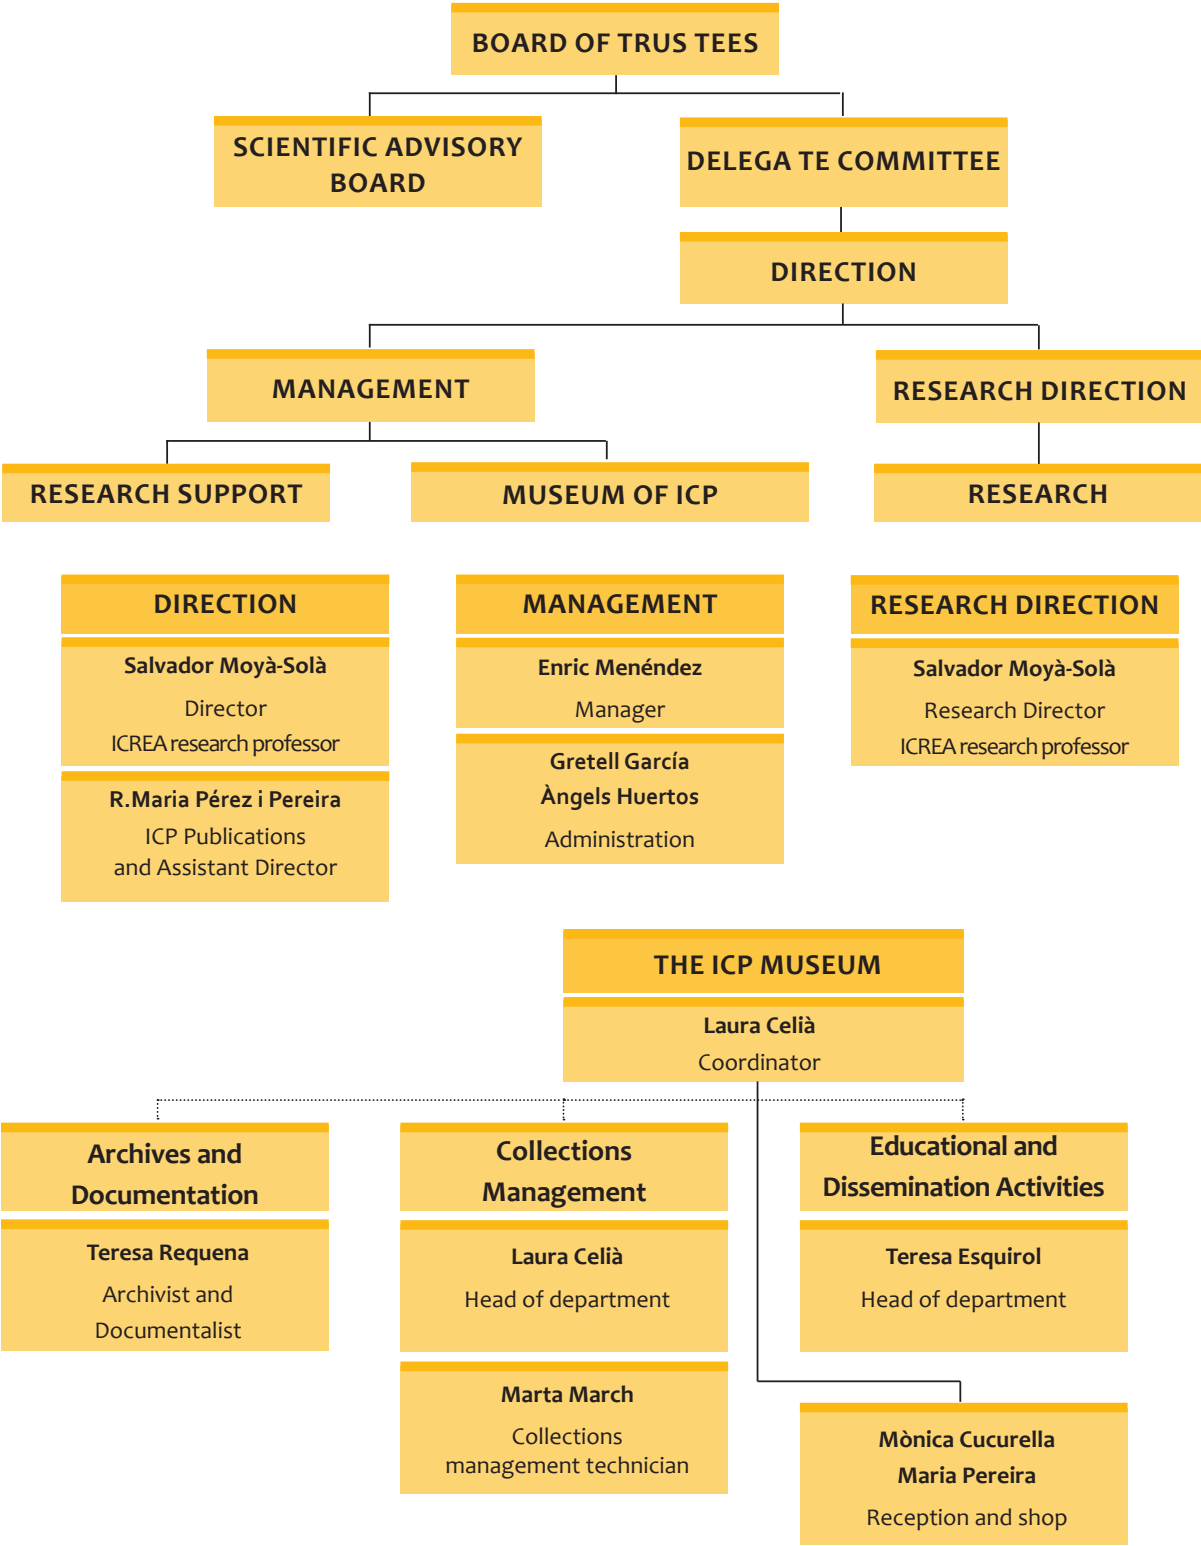 BOARD OF TRUS TEES
SCIENTIFIC ADVISORY
BOARD
DELEGA TE COMMITTEE
DIRECTION
MANAGEMENT
RESEARCH DIRECTION
RESEARCH SUPPORT
MUSEUM OF ICP
RESEARCH
DIRECTION
Salvador Moyà-Solà
Director
ICREA research professor
R.Maria Pérez i Pereira
ICP Publications
and Assistant Director
MANAGEMENT
Enric Menéndez
Manager
Gretell García
Àngels Huertos
Administration
RESEARCH DIRECTION
Salvador Moyà-Solà
Research Director
ICREA research professor
THE ICP MUSEUM
Laura Celià
Coordinator
Archives and
Documentation
Teresa Requena
Archivist and
Documentalist
Collections
Management
Laura Celià
Head of department
Marta March
Collections
management technician
Educational and
Dissemination Activities
Teresa Esquirol
Head of department
Mònica Cucurella
Maria Pereira
Reception and shop